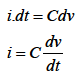 i.dt = Cdv
i = C dv/dt